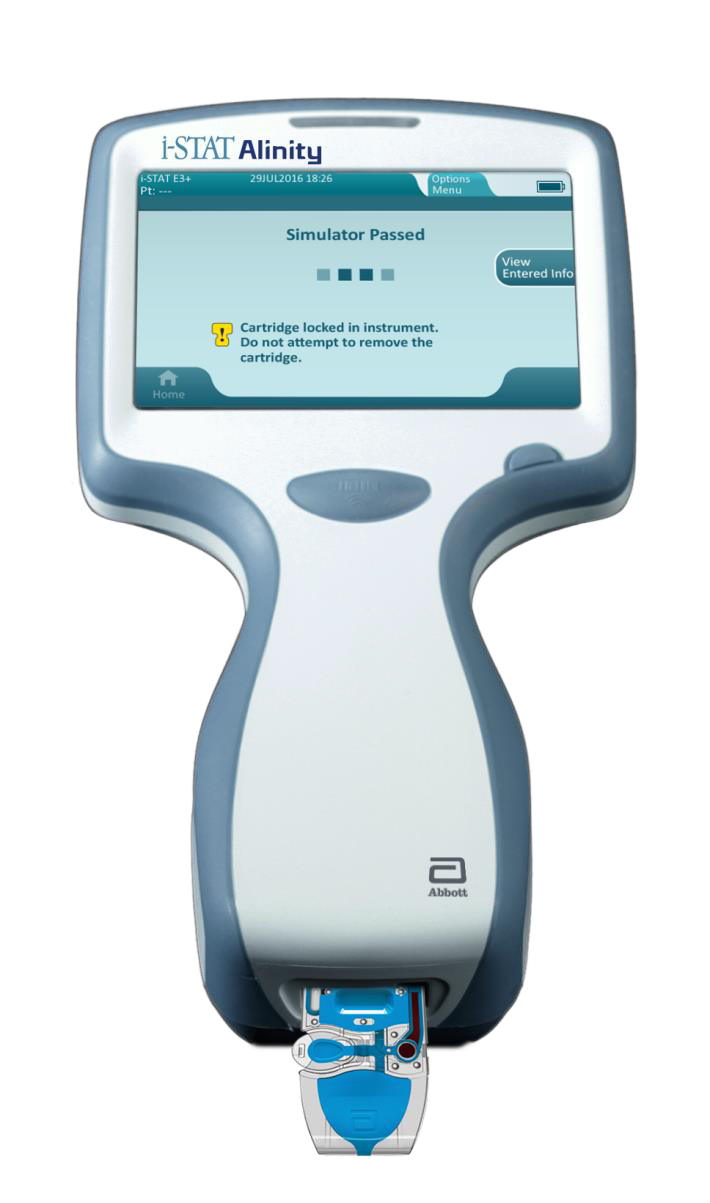 i-STAT Alinity
i-STAT E3+
Pt: ---
29JUL2016 18:26
Options
Menu
Simulator Passed
View
Entered Info
Cartridge locked in instrument.
Do not attempt to remove the
cartridge.
Home
Abbott